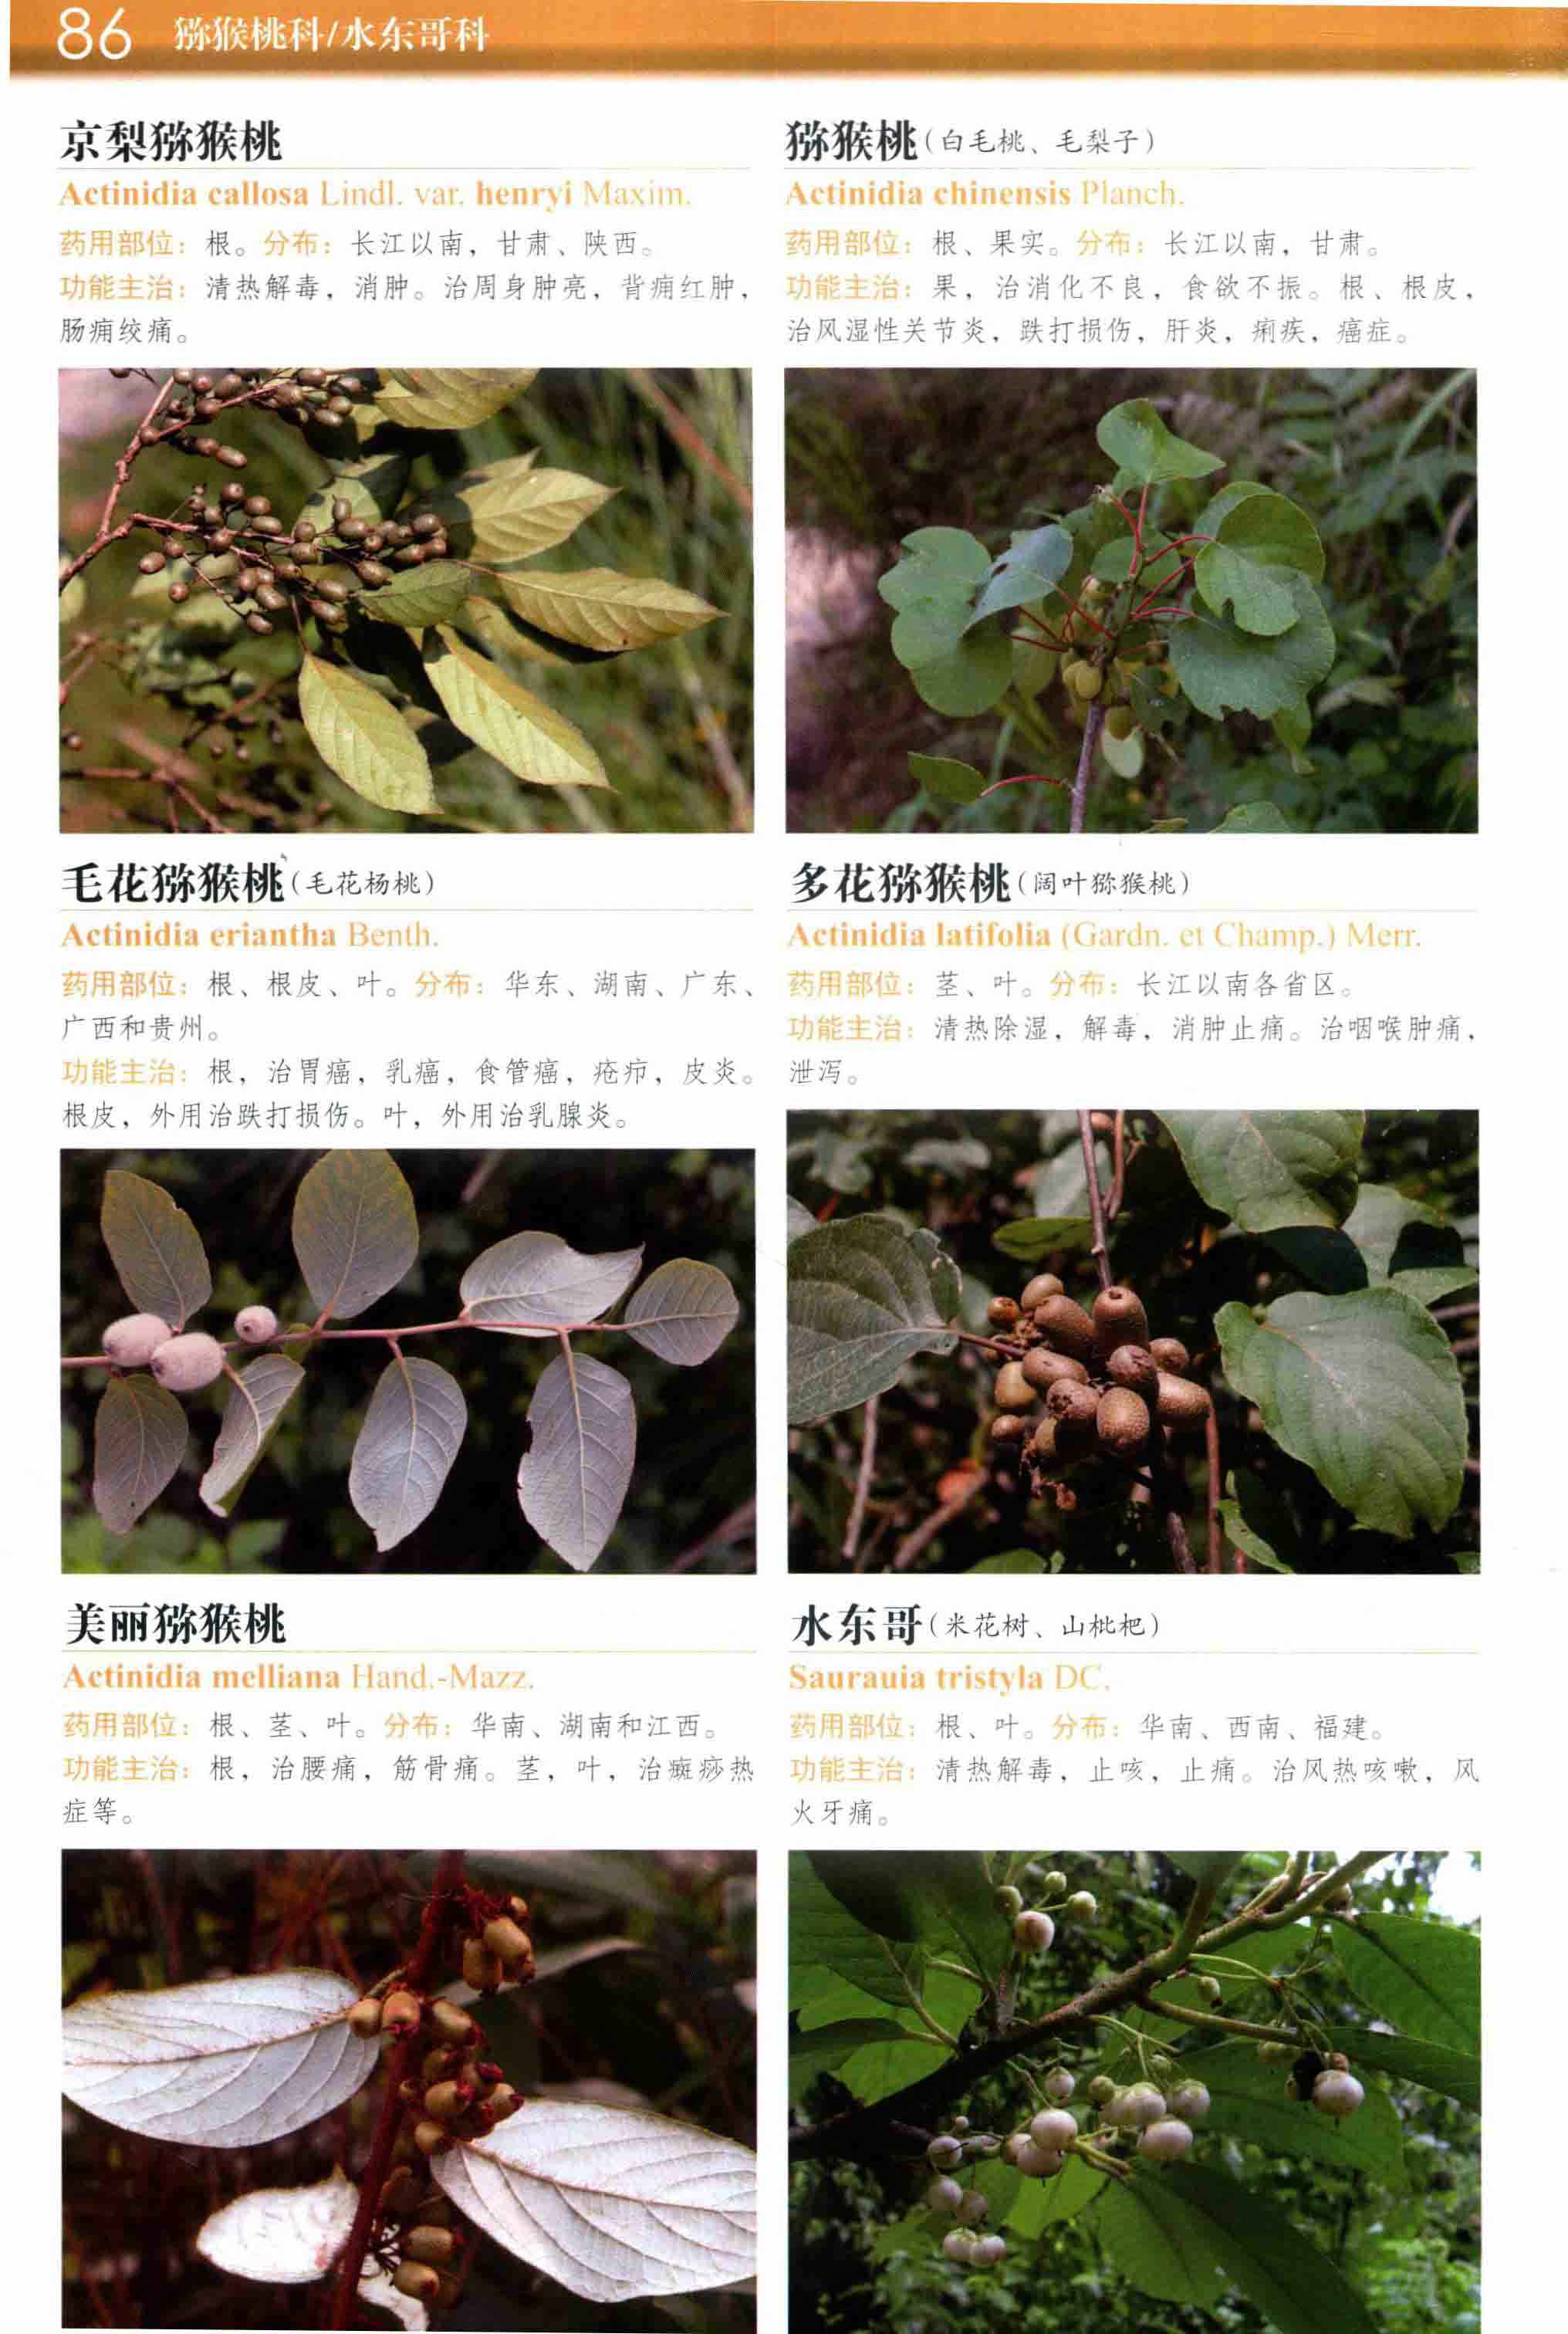 86 猕猴桃科/水东哥科
京梨猕猴桃
Actinidia callosa Lindl. var. henryi Maxim.
药用部位：根。分布：长江以南，甘肃、陕西。
功能主治：清热解毒，消肿。治周身肿亮，背痈红肿，
肠痈绞痛。
猕猴桃（白毛桃、毛梨子）
Actinidia chinensis Planch.
药用部位：根、果实。分布：长江以南，甘肃。
功能主治：果，治消化不良，食欲不振。根、根皮，
治风湿性关节炎，跌打损伤，肝炎，痢疾，癌症。
毛花猕猴桃（毛花杨桃）
Actinidia eriantha Benth.
药用部位：根、根皮、叶。分布：华东、湖南、广东、
广西和贵州。
功能主治：根，治胃癌，乳癌，食管癌，疮疖，皮炎。
根皮，外用治跌打损伤。叶，外用治乳腺炎。
多花猕猴桃（阔叶猕猴桃）
Actinidia latifolia (Gardn. et Champ.) Merr.
药用部位：茎、叶。分布：长江以南各省区。
功能主治：清热除湿，解毒，消肿止痛。治咽喉肿痛，
泄泻。
美丽猕猴桃
Actinidia melliana Hand.-Mazz.
药用部位：根、茎、叶。分布：华南、湖南和江西。
功能主治：根，治腰痛，筋骨痛。茎，叶，治斑痧热
症等。
水东哥（米花树、山枇杷）
Saurauia tristyla DC.
药用部位：根、叶。分布：华南、西南、福建。
功能主治：清热解毒，止咳，止痛。治风热咳嗽，风
火牙痛。